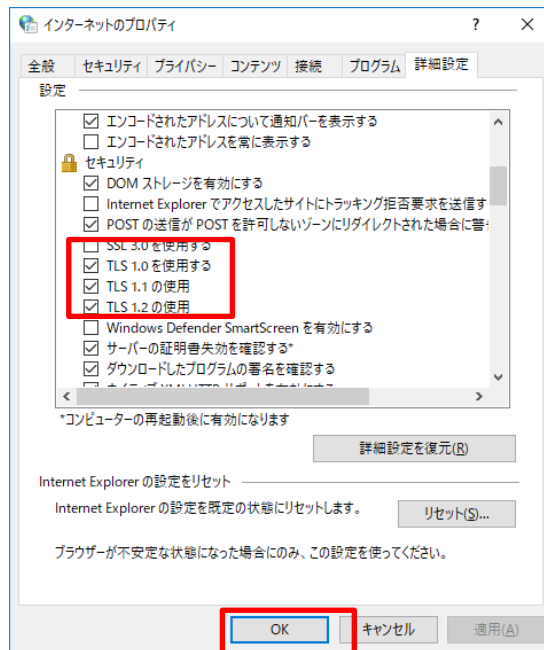 インターネットのプロパティ ? ×
全般 セキュリティ プライバシー コンテンツ 接続 プログラム 詳細設定
設定
エンコードされたアドレスについて通知バーを表示する
エンコードされたアドレスを常に表示する
セキュリティ
DOM ストレージを有効にする
Internet Explorer でアクセスしたサイトにトラッキング拒否要求を送信す
POST の送信が POST を許可しないゾーンにリダイレクトされた場合に警
SSL 3.0 を使用する
TLS 1.0 を使用する
TLS 1.1 の使用
TLS 1.2 の使用
Windows Defender SmartScreen を有効にする
サーバーの証明書失効を確認する*
ダウンロードしたプログラムの署名を確認する
*コンピューターの再起動後に有効になります
詳細設定を復元(R)
Internet Explorer の設定をリセット
Internet Explorer の設定を既定の状態にリセットします。
リセット(S)...
ブラウザーが不安定な状態になった場合にのみ、この設定を使ってください。
OK キャンセル 適用(A)